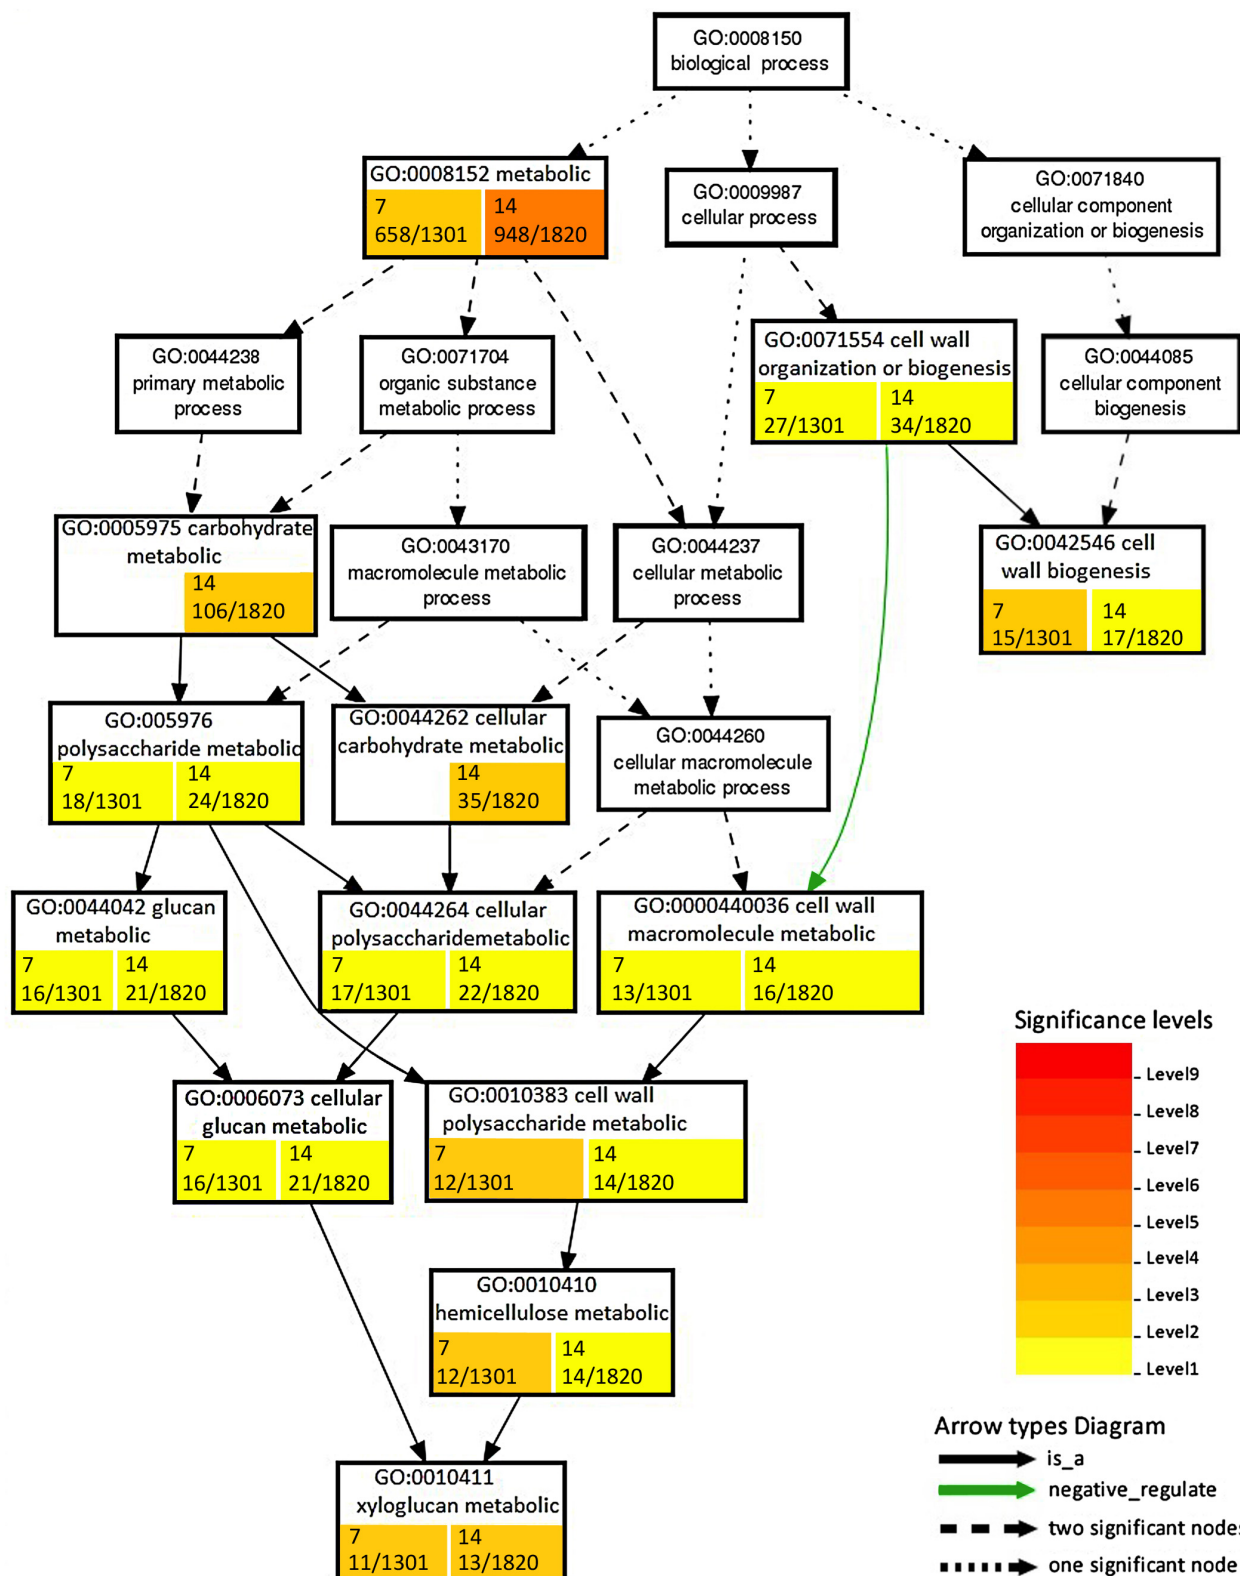 GO:0008150
biological process
GO:0008152 metabolic
7
14
658/1301
948/1820
GO:0009987
cellular process
GO:0071840
cellular component
organization or biogenesis
GO:0044238
primary metabolic
process
GO:0071704
organic substance
metabolic process
GO:0071554 cell wall
organization or biogenesis
7
14
27/1301
34/1820
GO:0044085
cellular component
biogenesis
GO:0005975 carbohydrate
metabolic
14
106/1820
GO:0043170
macromolecule metabolic
process
GO:0044237
cellular metabolic
process
GO:0042546 cell
wall biogenesis
7
14
15/1301
17/1820
GO:005976
polysaccharide metabolic
7
14
18/1301
24/1820
GO:0044262 cellular
carbohydrate metabolic
14
35/1820
GO:0044260
cellular macromolecule
metabolic process
GO:0044042 glucan
metabolic
7
14
16/1301
21/1820
GO:0044264 cellular
polysaccharidemetabolic
7
14
17/1301
22/1820
GO:0000440036 cell wall
macromolecule metabolic
7
14
13/1301
16/1820
GO:0006073 cellular
glucan metabolic
7
14
16/1301
21/1820
GO:0010383 cell wall
polysaccharide metabolic
7
14
12/1301
14/1820
GO:0010410
hemicellulose metabolic
7
14
12/1301
14/1820
GO:0010411
xyloglucan metabolic
7
14
11/1301
13/1820
Significance levels
Level9
Level8
Level7
Level6
Level5
Level4
Level3
Level2
Level1
Arrow types Diagram
is_a
negative_regulate
two significant nodes
one significant node